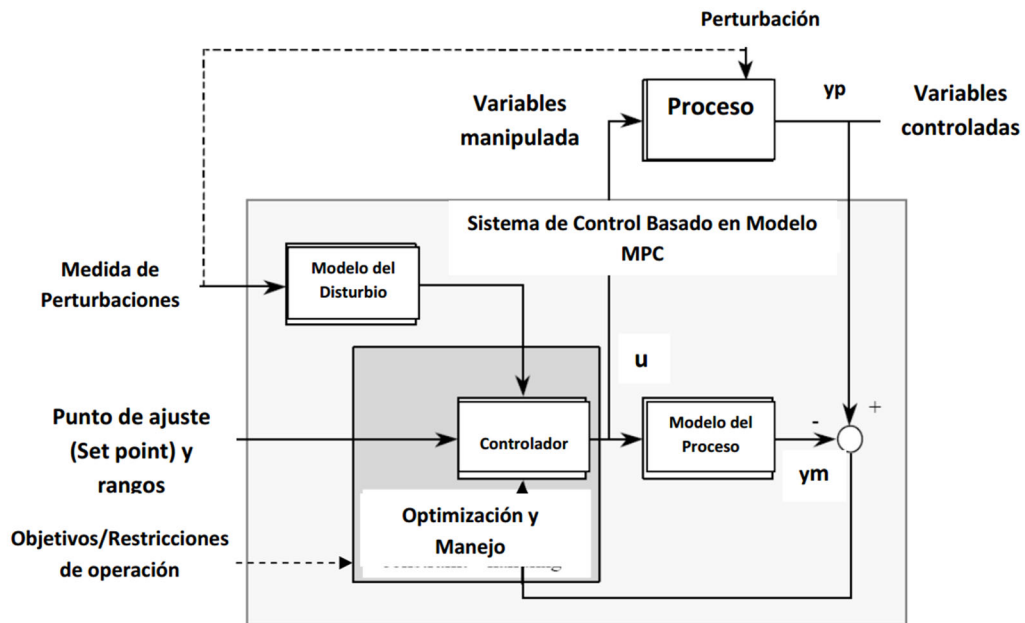 Perturbación
Variables
manipulada
Proceso
yp
Variables
controladas
Sistema de Control Basado en Modelo
MPC
Medida de
Perturbaciones
Modelo del
Disturbio
u
Punto de ajuste
(Set point) y
rangos
Controlador
Modelo del
Proceso
-
+
ym
Optimización y
Manejo
Objetivos/Restricciones
de operación